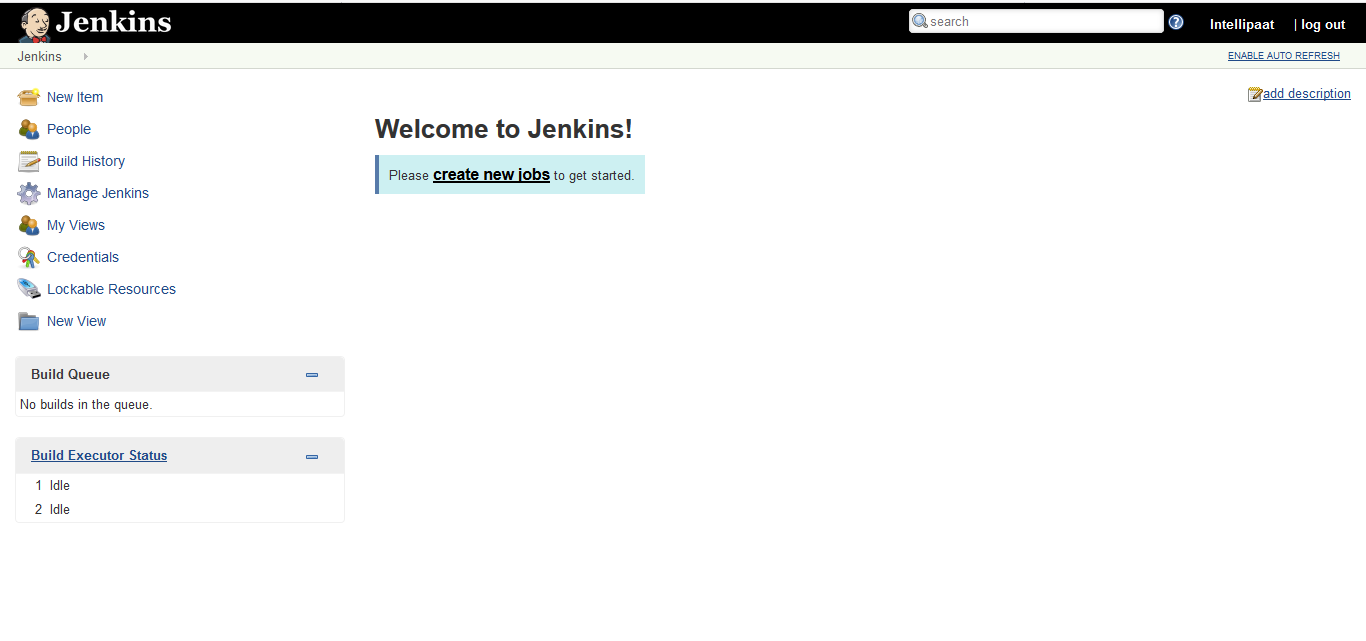 Jenkins
search
?
Intellipaat | log out
Jenkins
ENABLE AUTO REFRESH
New Item
People
Build History
Manage Jenkins
My Views
Credentials
Lockable Resources
New View
Build Queue
No builds in the queue.
Build Executor Status
1 Idle
2 Idle
add description
Welcome to Jenkins!
Please create new jobs to get started.